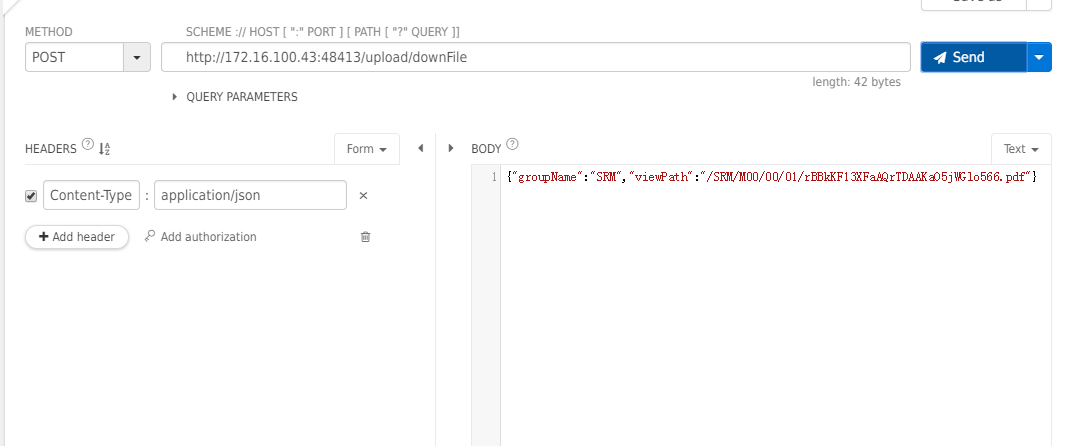 METHOD
SCHEME :// HOST [ ":" PORT ] [ PATH [ "?" QUERY ]]
POST
http://172.16.100.43:48413/upload/downFile
Send
length: 42 bytes
QUERY PARAMETERS
HEADERS ?
Form
BODY ?
Text
1 {"groupName":"SRM","viewPath":"/SRM/M00/00/01/rBBkKF13XFaAQrTDAAKaO5jWGlo566.pdf"}
Content-Type : application/json ×
+ Add header
Add authorization